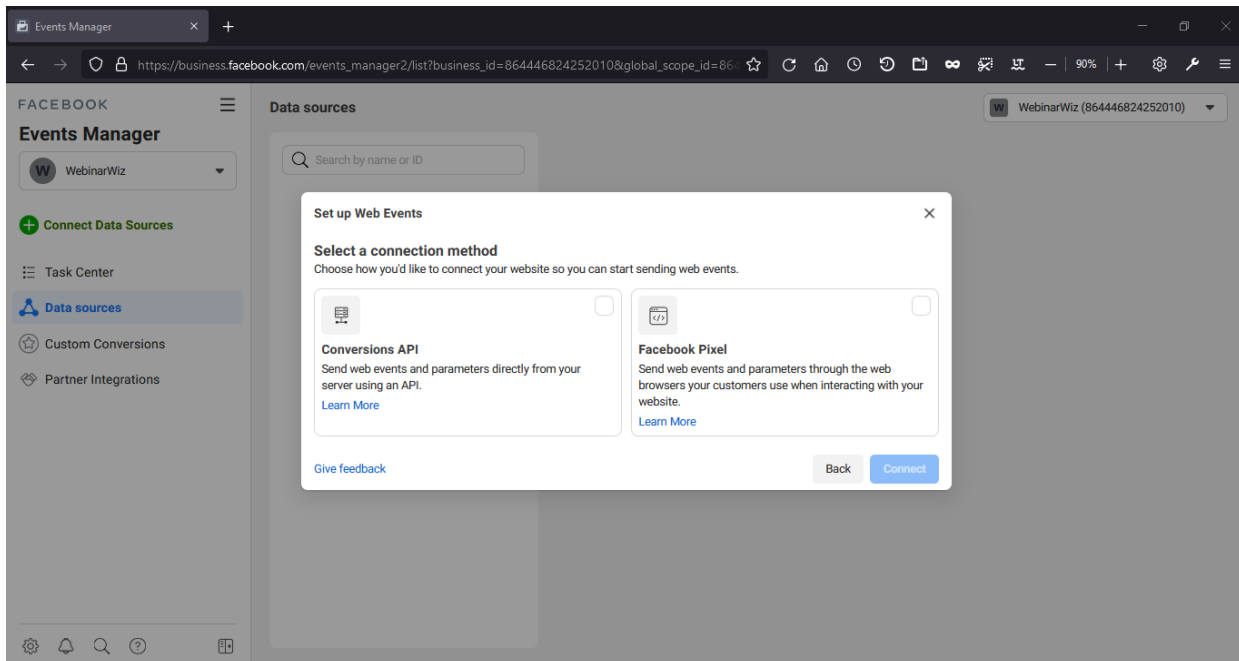 Events Manager
https://business.facebook.com/events_manager2/list?business_id=864446824252010&global_scope_id=864
90%
FACEBOOK
Events Manager
W WebinarWiz
Connect Data Sources
Task Center
Data sources
Custom Conversions
Partner Integrations
Data sources
W WebinarWiz (864446824252010)
Search by name or ID
Set up Web Events
Select a connection method
Choose how you'd like to connect your website so you can start sending web events.
Conversions API
Send web events and parameters directly from your
server using an API.
Learn More
Facebook Pixel
Send web events and parameters through the web
browsers your customers use when interacting with your
website.
Learn More
Give feedback
Back
Connect